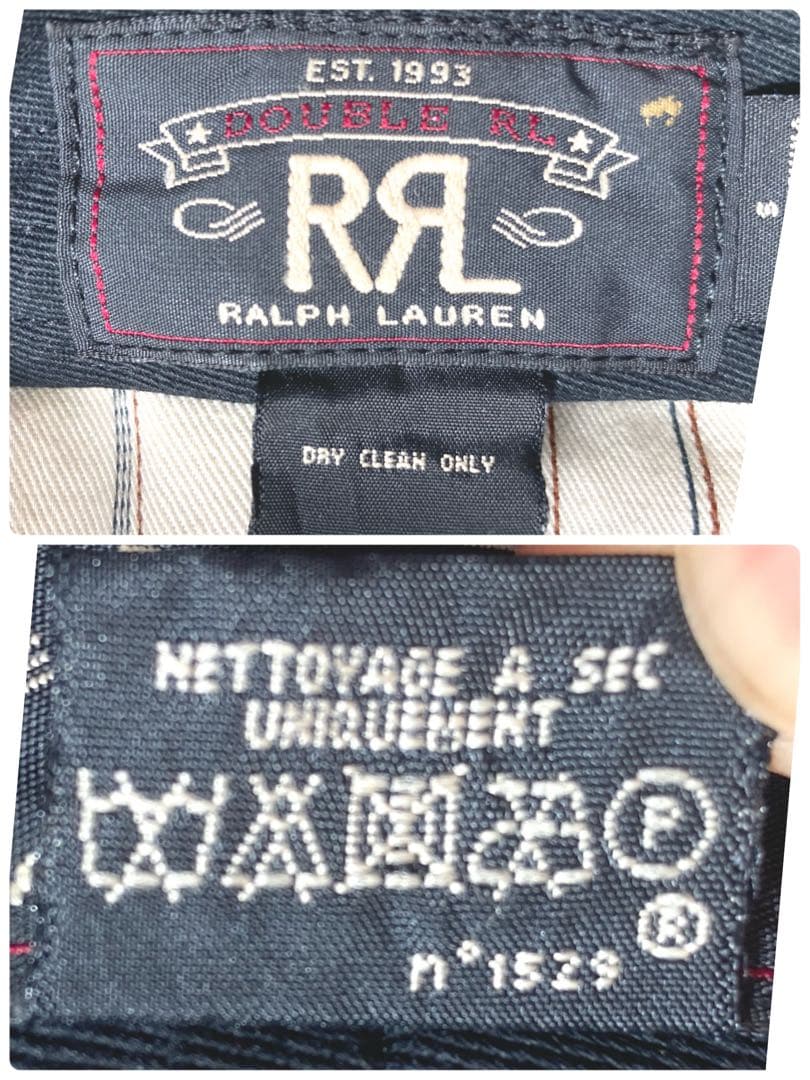 EST. 1993
DOUBLE RL
RRL
RALPH LAUREN
S
DRY CLEAN ONLY
NETTOYAGE A SEC
UNIQUEMENT
P
®
n°1529